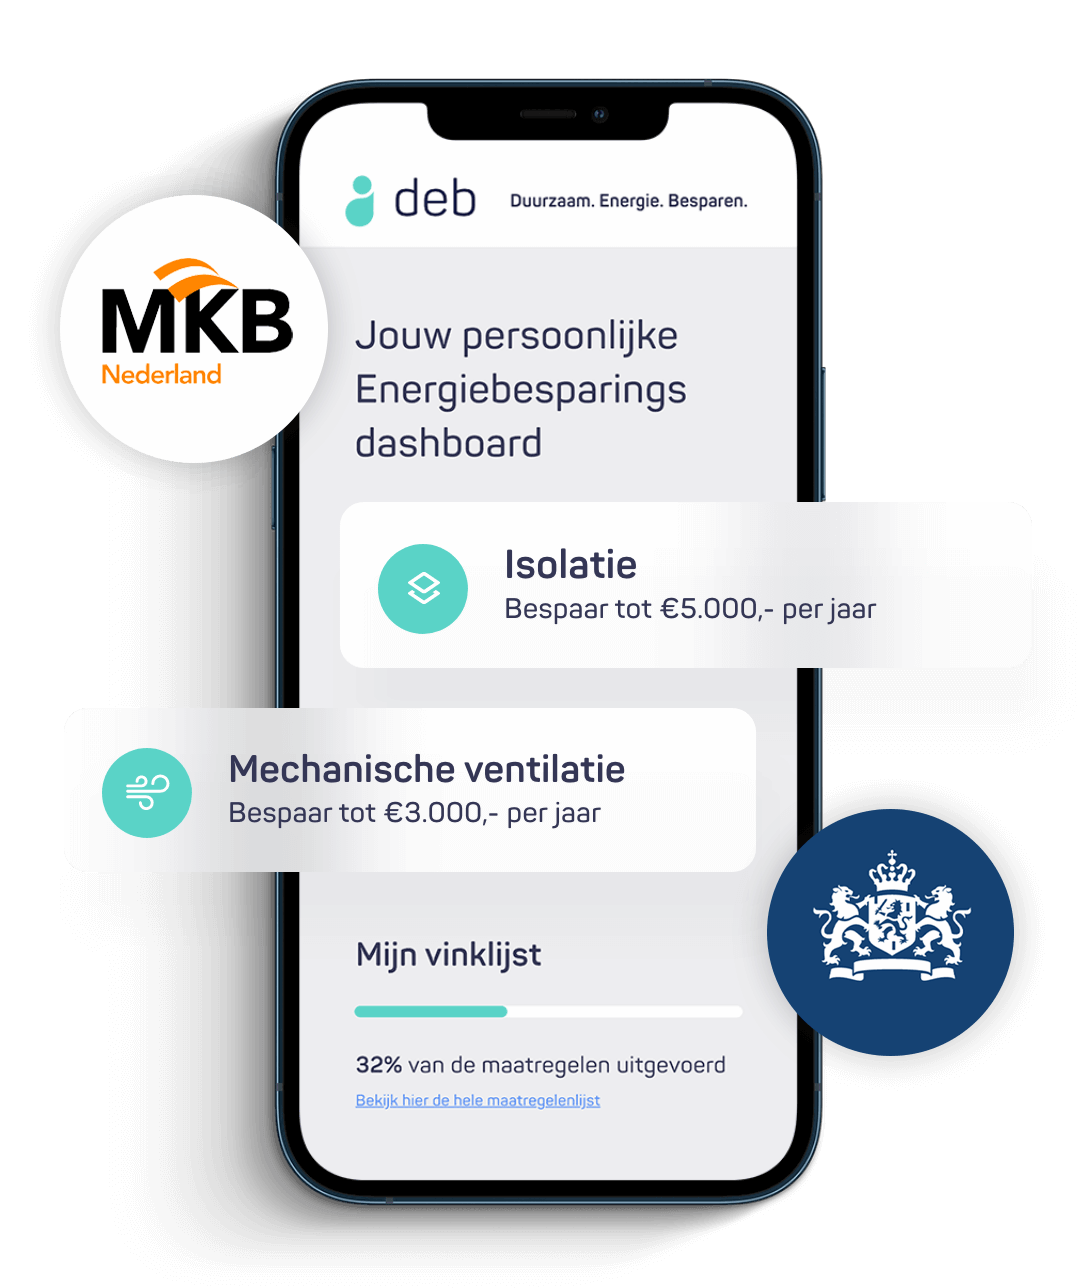 deb
Duurzaam. Energie. Besparen.
MKB
Nederland
Jouw persoonlijke
Energiebesparings
dashboard
Isolatie
Bespaar tot €5.000,- per jaar
Mechanische ventilatie
Bespaar tot €3.000,- per jaar
Mijn vinklijst
32% van de maatregelen uitgevoerd
Bekijk hier de hele maatregelenlijst